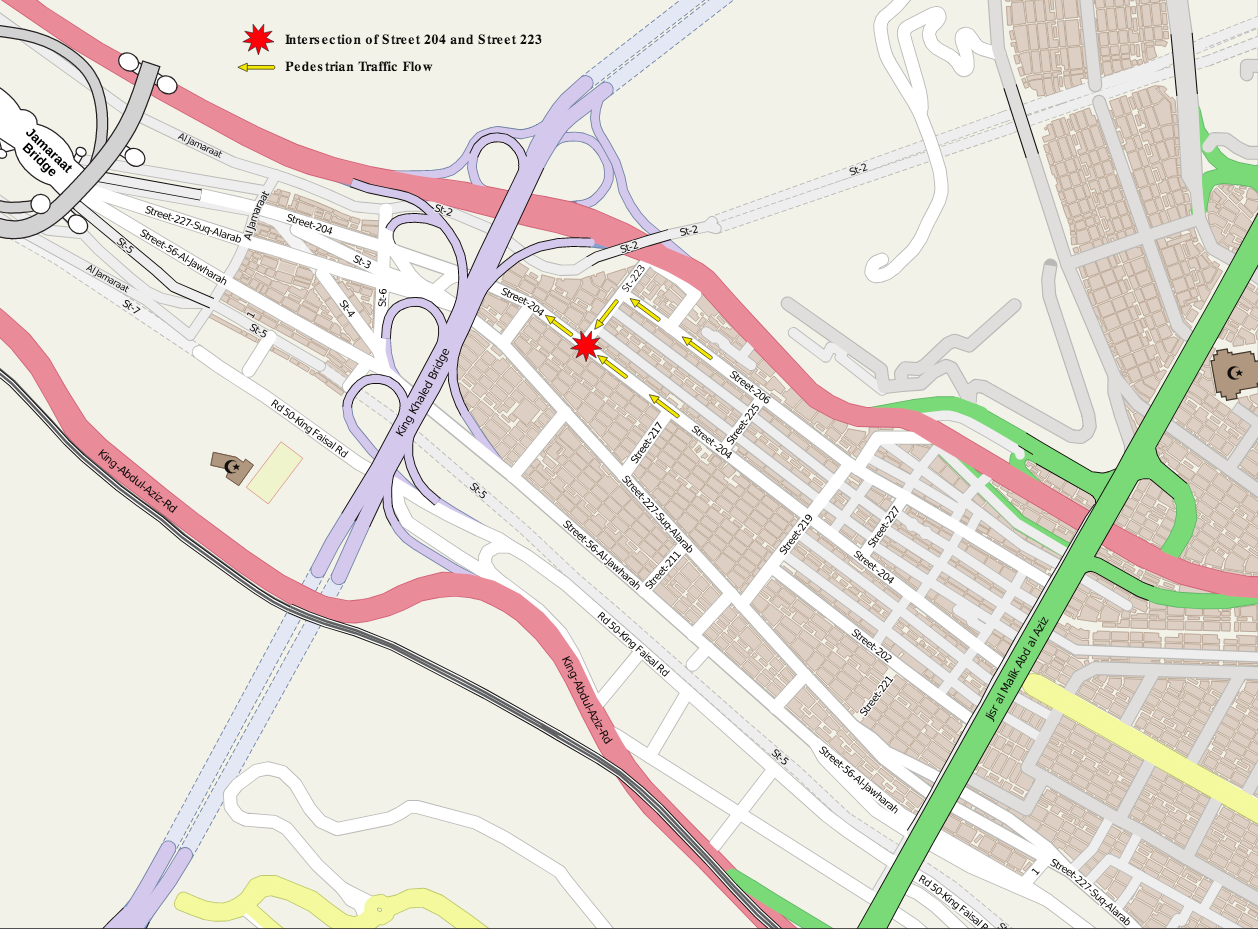 Intersection of Street 204 and Street 223
Pedestrian Traffic Flow
Jamaraat
Bridge
Al Jamaraat
Al Jamaraat
Street-204
St-2
St-2
St-2
St-2
Street-227-Suq-Alarab
Street-56-Al-Jawharah
St-5
St-3
St-6
St-4
Al Jamaraat
St-7
1
St-5
Street-204
St-223
King Khaled Bridge
Rd 50-King Faisal Rd
King-Abdul-Aziz-Rd
Street-206
Street-225
Street-204
Street-217
St-5
Street-227-Suq-Alarab
Street-219
Street-227
Street-56-Al-Jawharah
Street-211
Street-204
Rd 50-King Faisal Rd
Street-202
Street-221
King-Abdul-Aziz-Rd
Jisr al Malik Abd al Aziz
St-5
Street-56-Al-Jawharah
1
Street-227-Suq-Alarab
Rd 50-King Faisal R